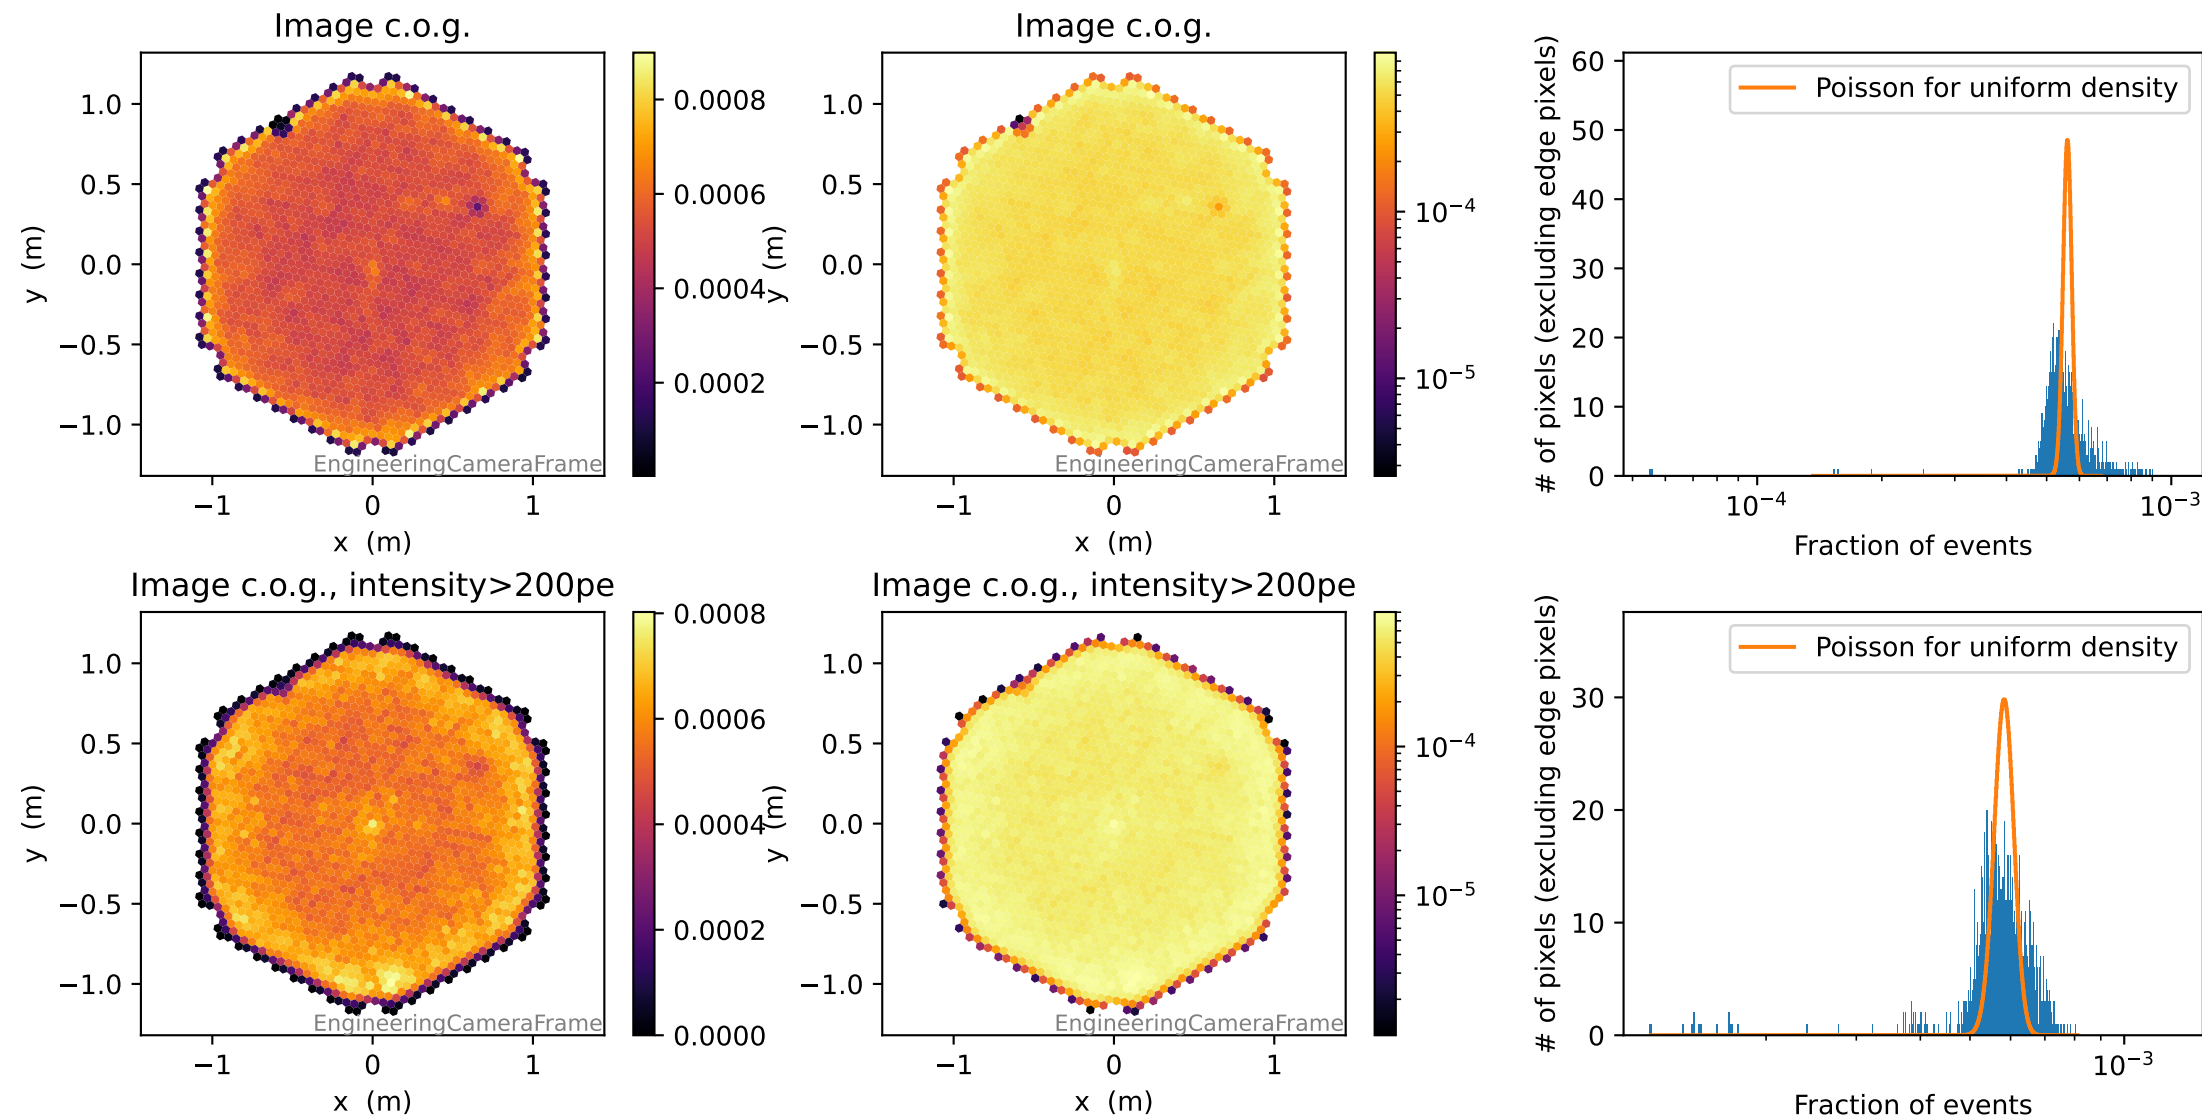 Image c.o.g.
1.0
0.5
0.0
−0.5
−1.0
y (m)
−1
0
1
x (m)
EngineeringCameraFrame
0.0008
0.0006
0.0004
0.0002
Image c.o.g.
1.0
0.5
0.0
−0.5
−1.0
y (m)
−1
0
1
x (m)
EngineeringCameraFrame
10⁻⁴
10⁻⁵
# of pixels (excluding edge pixels)
60
50
40
30
20
10
0
Poisson for uniform density
10⁻⁴
10⁻³
Fraction of events
Image c.o.g., intensity>200pe
1.0
0.5
0.0
−0.5
−1.0
y (m)
−1
0
1
x (m)
EngineeringCameraFrame
0.0008
0.0006
0.0004
0.0002
0.0000
Image c.o.g., intensity>200pe
1.0
0.5
0.0
−0.5
−1.0
y (m)
−1
0
1
x (m)
EngineeringCameraFrame
10⁻⁴
10⁻⁵
# of pixels (excluding edge pixels)
30
20
10
0
Poisson for uniform density
10⁻³
Fraction of events